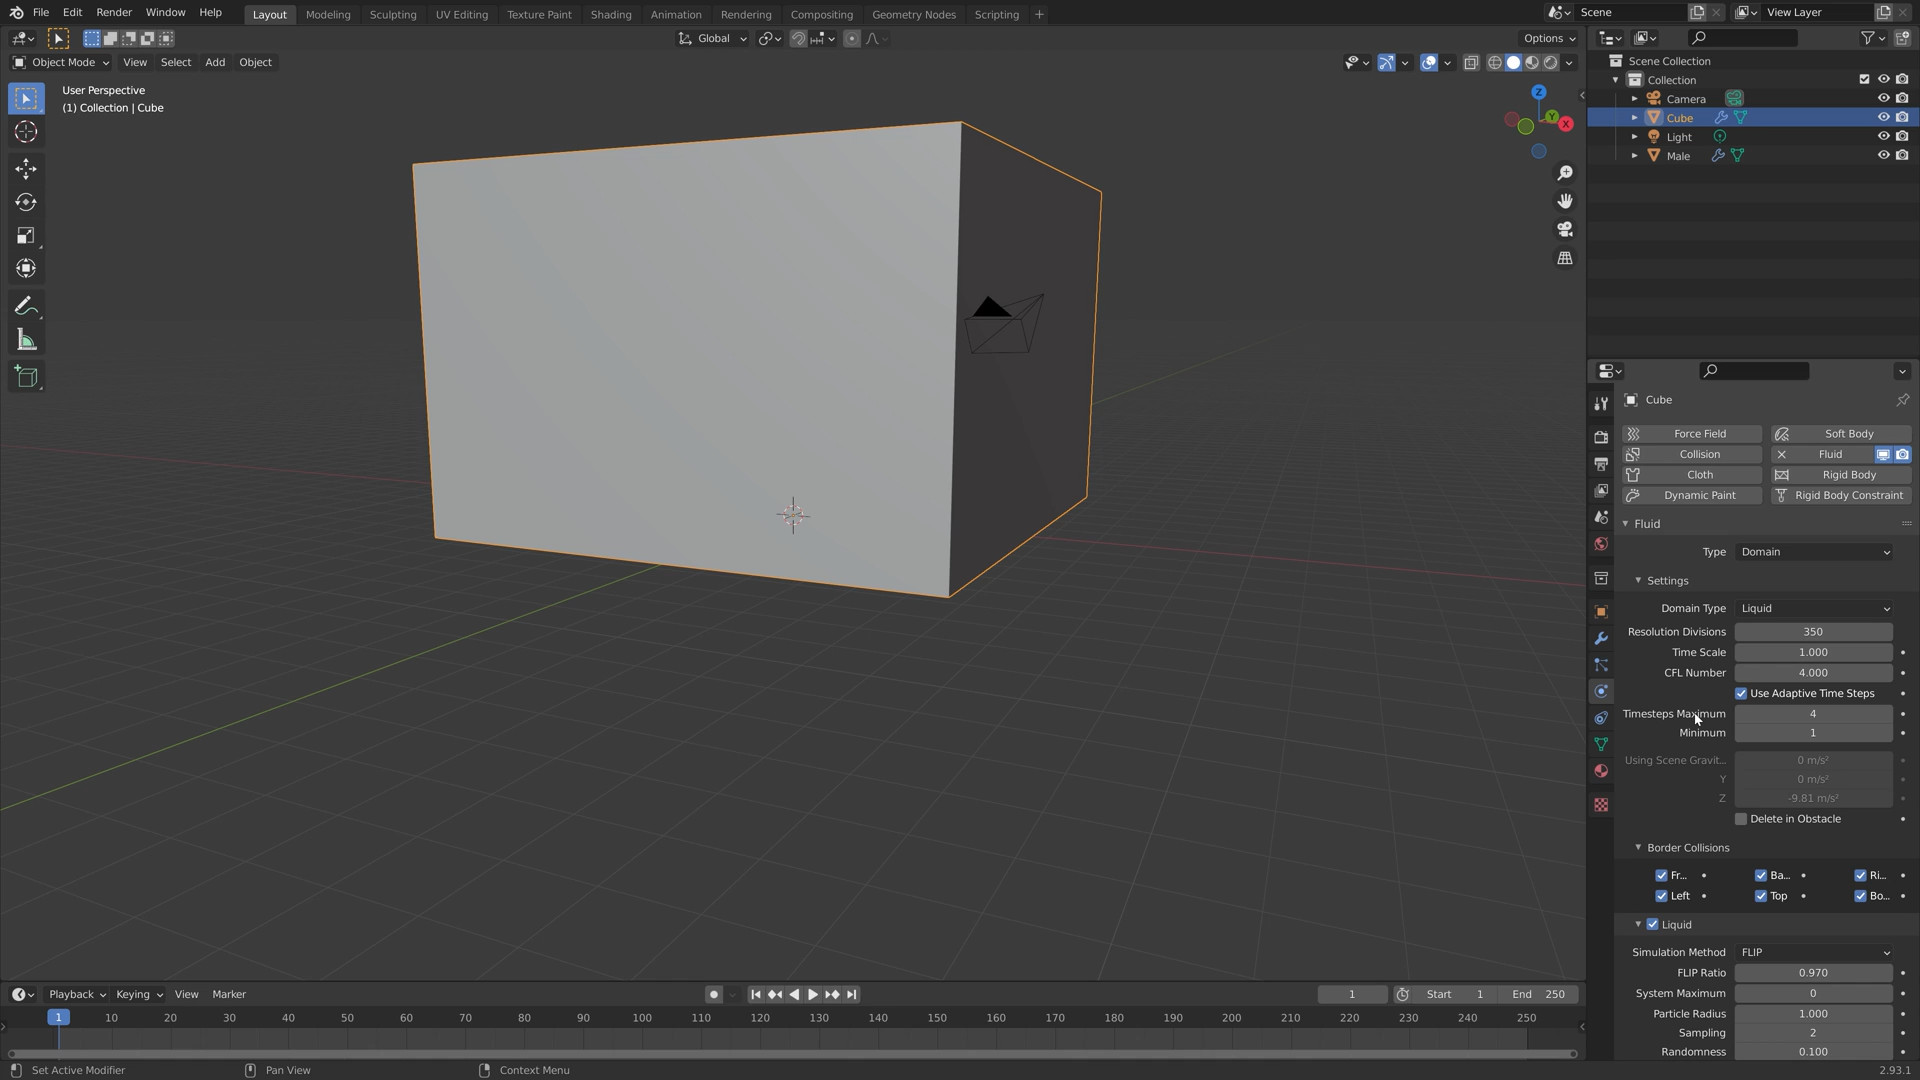 File Edit Render Window Help Layout Modeling Sculpting UV Editing Texture Paint Shading Animation Rendering Compositing Geometry Nodes Scripting + Scene View Layer
Global Options
Object Mode View Select Add Object
User Perspective
(1) Collection | Cube
Z
Y
X
Scene Collection
Collection
Camera
Cube
Light
Male
Cube
Force Field Soft Body
Collision Fluid
Cloth Rigid Body
Dynamic Paint Rigid Body Constraint
Fluid
Type Domain
Settings
Domain Type Liquid
Resolution Divisions 350
Time Scale 1.000
CFL Number 4.000
Use Adaptive Time Steps
Timesteps Maximum 4
Minimum 1
Using Scene Gravit... 0 m/s²
Y 0 m/s²
Z -9.81 m/s²
Delete in Obstacle
Border Collisions
Fr... Ba... Ri...
Left Top Bo...
Liquid
Simulation Method FLIP
FLIP Ratio 0.970
System Maximum 0
Particle Radius 1.000
Sampling 2
Randomness 0.100
Playback Keying View Marker 1 Start 1 End 250
1 10 20 30 40 50 60 70 80 90 100 110 120 130 140 150 160 170 180 190 200 210 220 230 240 250
Set Active Modifier Pan View Context Menu 2.93.1